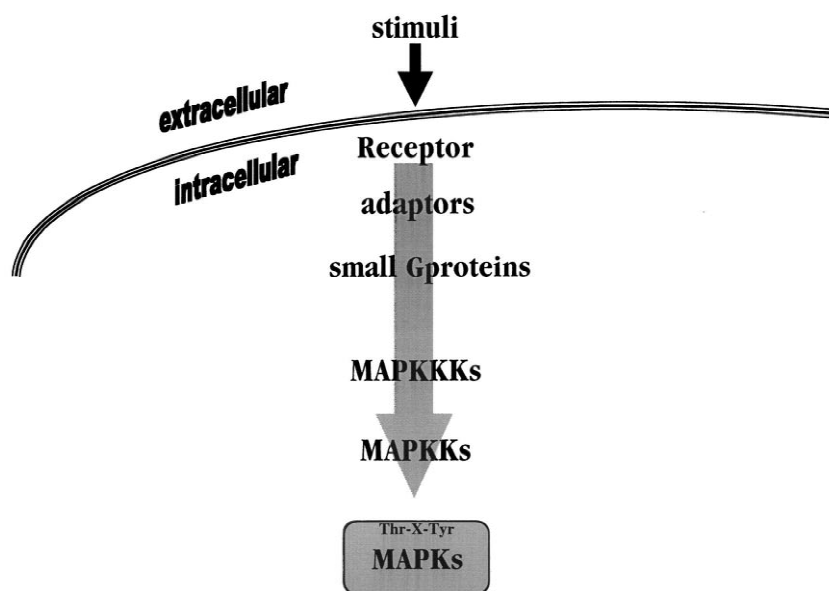 stimuli
extracellular
intracellular
Receptor
adaptors
small Gproteins
MAPKKKs
MAPKKs
Thr-X-Tyr
MAPKs